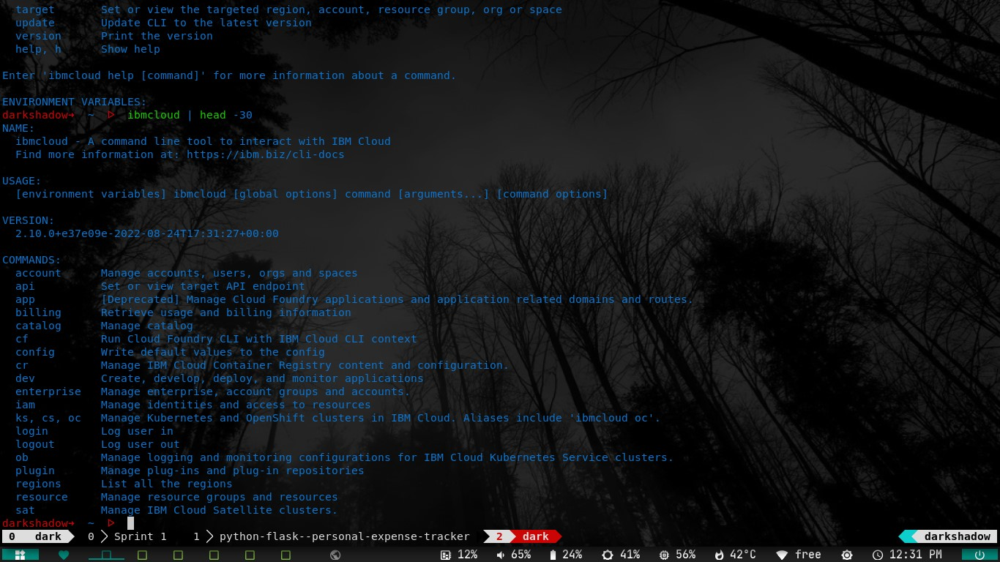 target       Set or view the targeted region, account, resource group, org or space
update       Update CLI to the latest version
version      Print the version
help, h      Show help
Enter 'ibmcloud help [command]' for more information about a command.
ENVIRONMENT VARIABLES:
darkshadow→  ~  ▷  ibmcloud | head -30
NAME:
ibmcloud - A command line tool to interact with IBM Cloud
Find more information at: https://ibm.biz/cli-docs
USAGE:
[environment variables] ibmcloud [global options] command [arguments...] [command options]
VERSION:
2.10.0+e37e09e-2022-08-24T17:31:27+00:00
COMMANDS:
account      Manage accounts, users, orgs and spaces
api          Set or view target API endpoint
app          [Deprecated] Manage Cloud Foundry applications and application related domains and routes.
billing      Retrieve usage and billing information
catalog      Manage catalog
cf           Run Cloud Foundry CLI with IBM Cloud CLI context
config       Write default values to the config
cr           Manage IBM Cloud Container Registry content and configuration.
dev          Create, develop, deploy, and monitor applications
enterprise   Manage enterprise, account groups and accounts.
iam          Manage identities and access to resources
ks, cs, oc   Manage Kubernetes and OpenShift clusters in IBM Cloud. Aliases include 'ibmcloud oc'.
login        Log user in
logout       Log user out
ob           Manage logging and monitoring configurations for IBM Cloud Kubernetes Service clusters.
plugin       Manage plug-ins and plug-in repositories
regions      List all the regions
resource     Manage resource groups and resources
sat          Manage IBM Cloud Satellite clusters.
darkshadow→  ~  ▷
0 dark 0 Sprint 1 1 python-flask--personal-expense-tracker 2 dark darkshadow
12% 65% 24% 41% 56% 42°C free 12:31 PM